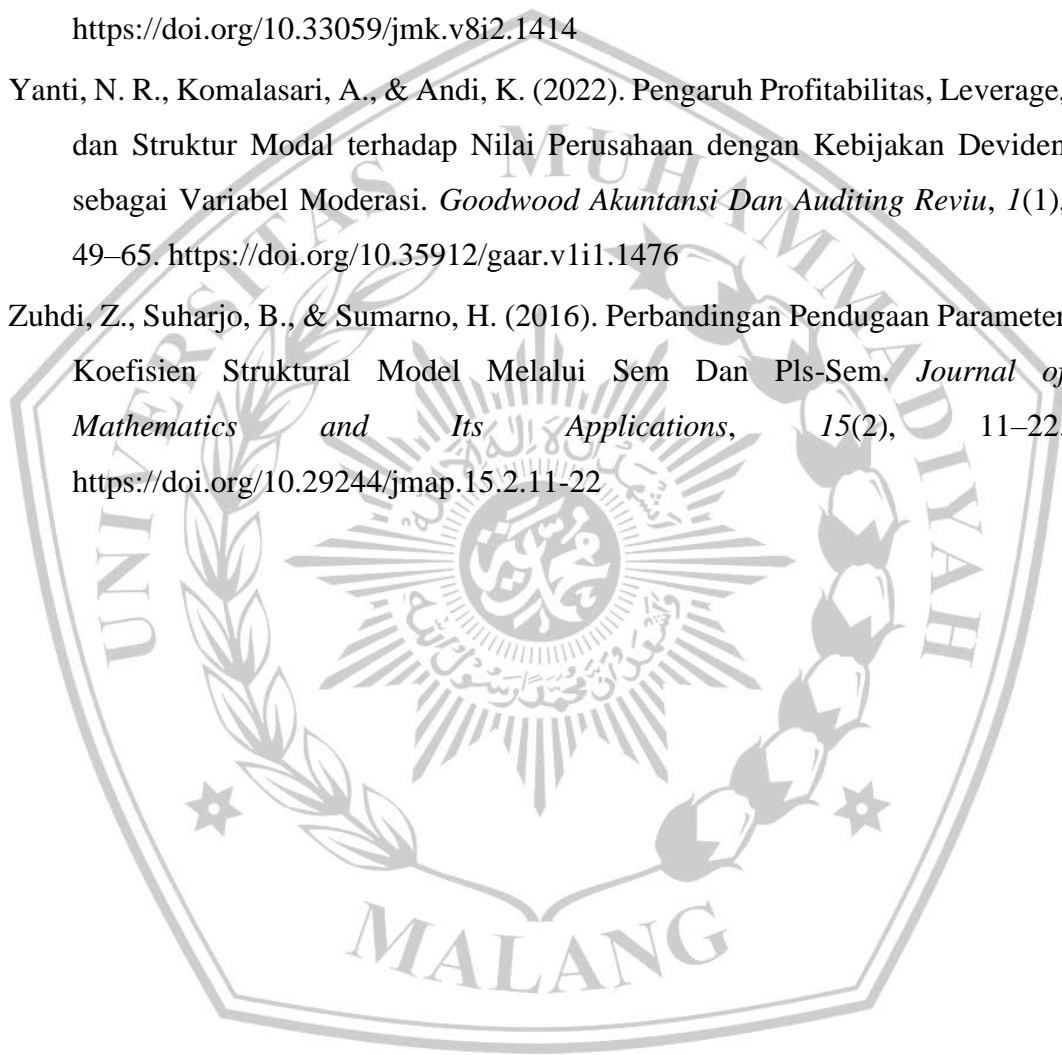 https://doi.org/10.33059/jmk.v8i2.1414
Yanti, N. R., Komalasari, A., & Andi, K. (2022). Pengaruh Profitabilitas, Leverage,
dan Struktur Modal terhadap Nilai Perusahaan dengan Kebijakan Deviden
sebagai Variabel Moderasi. Goodwood Akuntansi Dan Auditing Reviu, 1(1),
49–65. https://doi.org/10.35912/gaar.v1i1.1476
Zuhdi, Z., Suharjo, B., & Sumarno, H. (2016). Perbandingan Pendugaan Parameter
Koefisien Struktural Model Melalui Sem Dan Pls-Sem. Journal of
Mathematics and Its Applications, 15(2), 11–22.
https://doi.org/10.29244/jmap.15.2.11-22
UNIVERSITAS MUHAMMADIYAH
MALANG